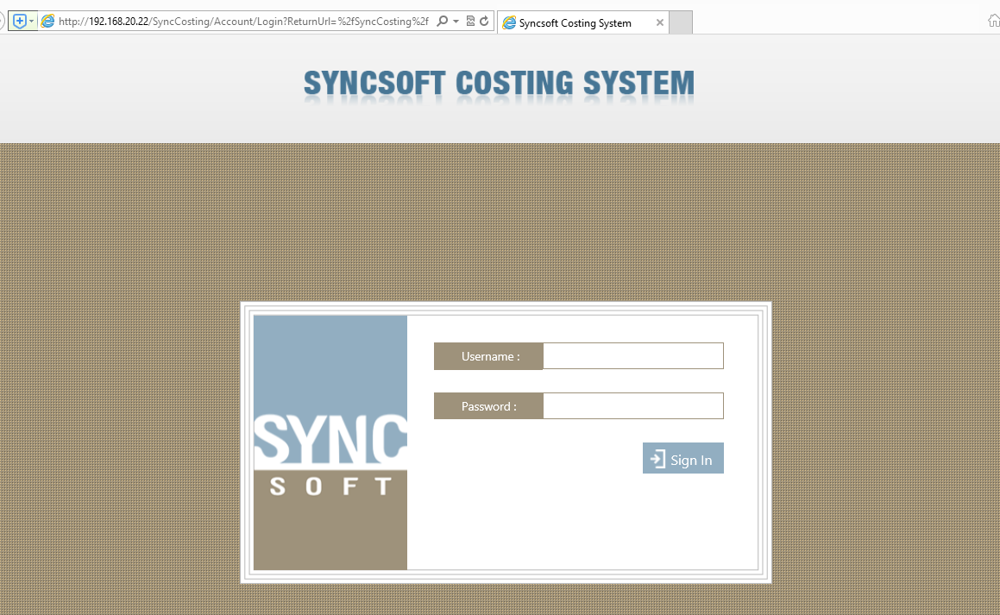 http://192.168.20.22/SyncCosting/Account/Login?ReturnUrl=%2fSyncCosting%2f
Syncsoft Costing System
SYNCSOFT COSTING SYSTEM
Username :
Password :
Sign In
SYNC
SOFT